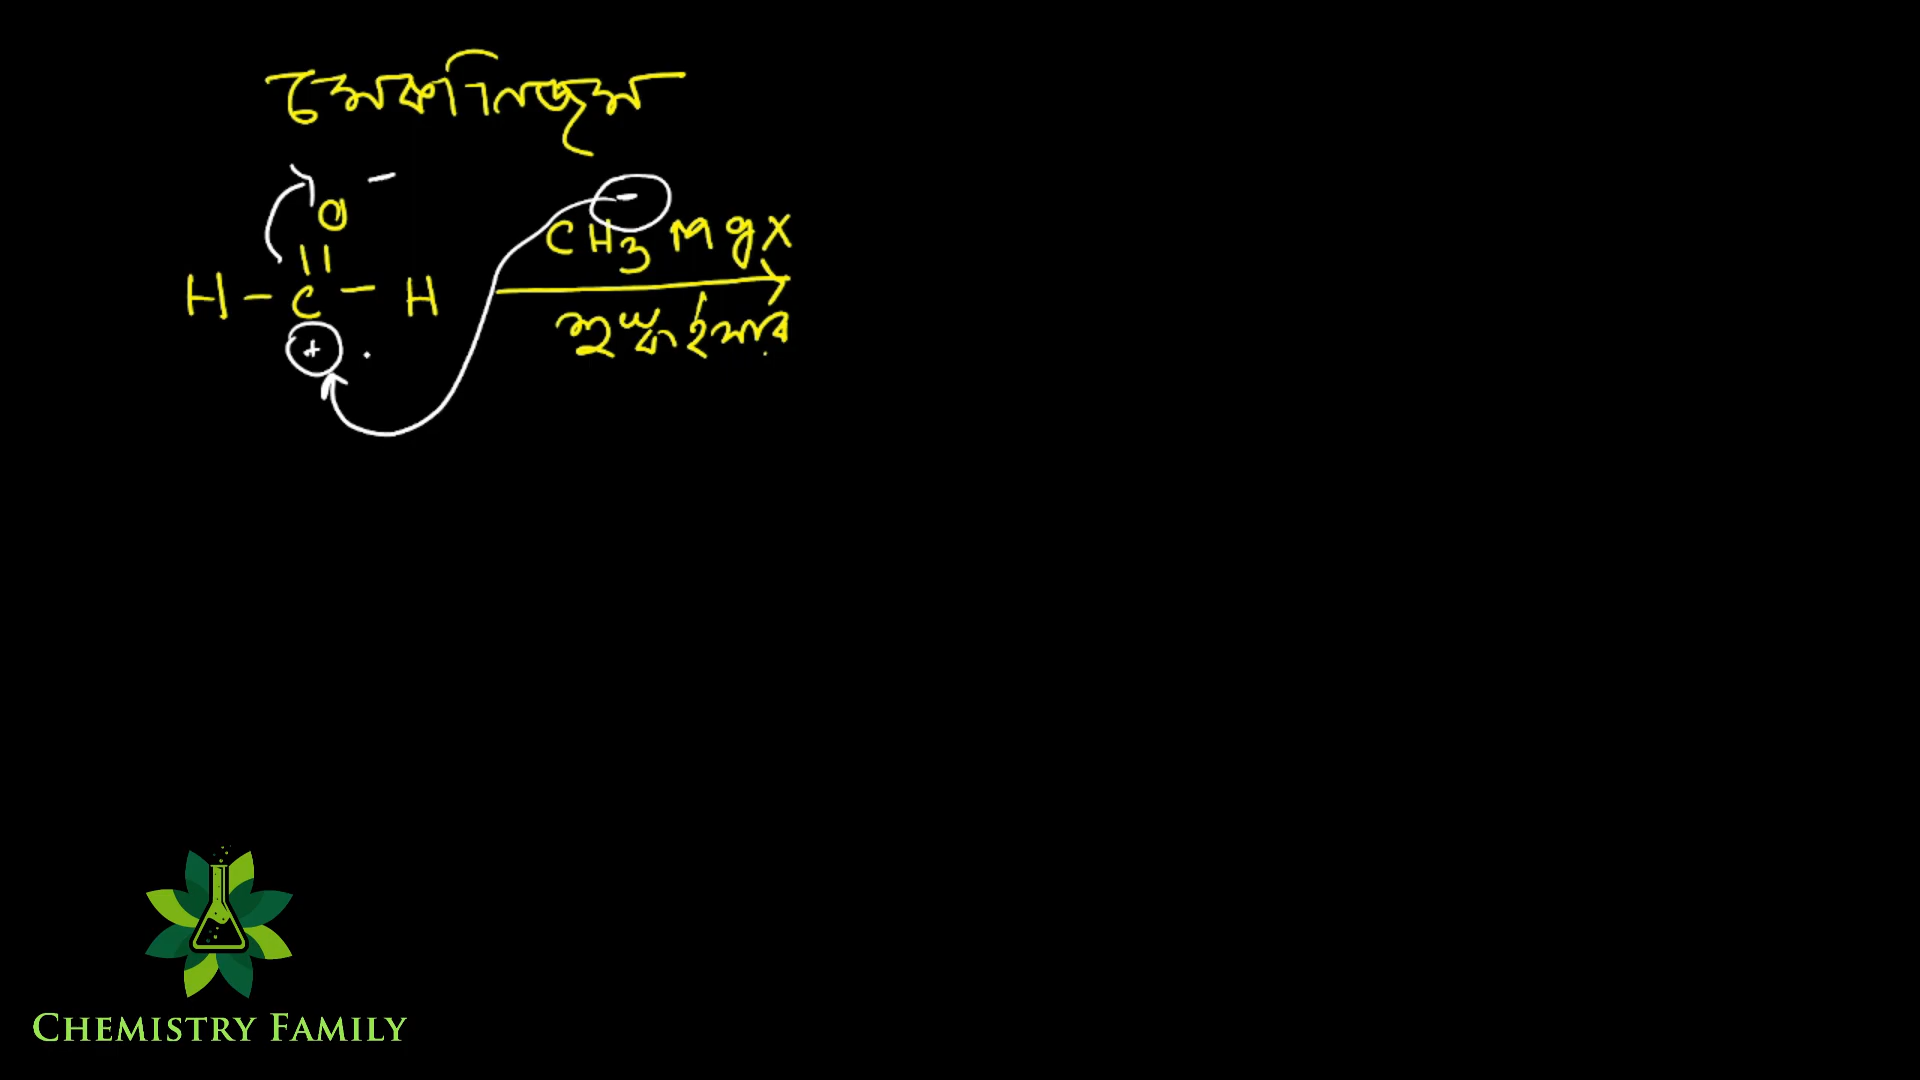 মেকানিজম
O -
||
H - C - H
+
-
CH3MgX
শুষ্ক ইথার
CHEMISTRY FAMILY